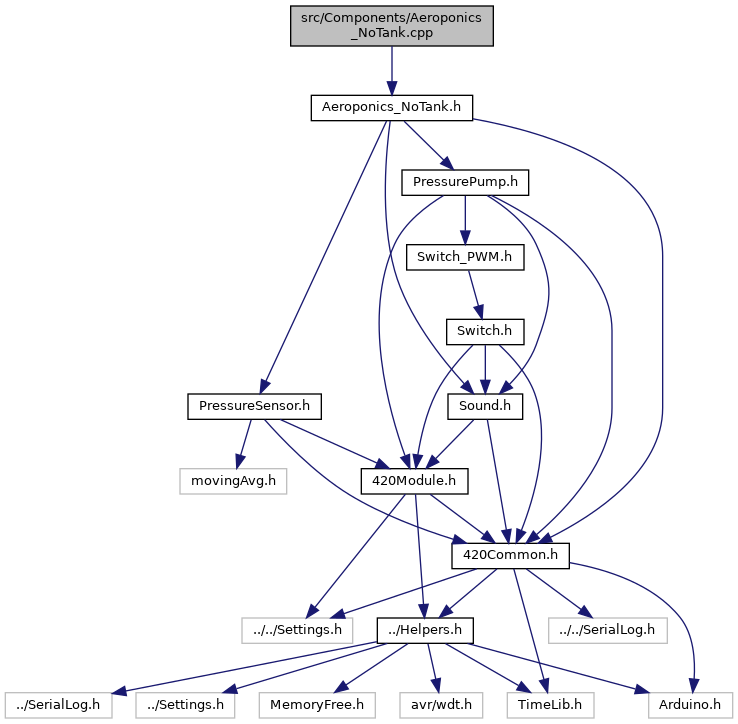 src/Components/Aeroponics
_NoTank.cpp
Aeroponics_NoTank.h
PressurePump.h
Switch_PWM.h
Switch.h
PressureSensor.h
Sound.h
movingAvg.h
420Module.h
420Common.h
../../Settings.h
../Helpers.h
../../SerialLog.h
../SerialLog.h
../Settings.h
MemoryFree.h
avr/wdt.h
TimeLib.h
Arduino.h